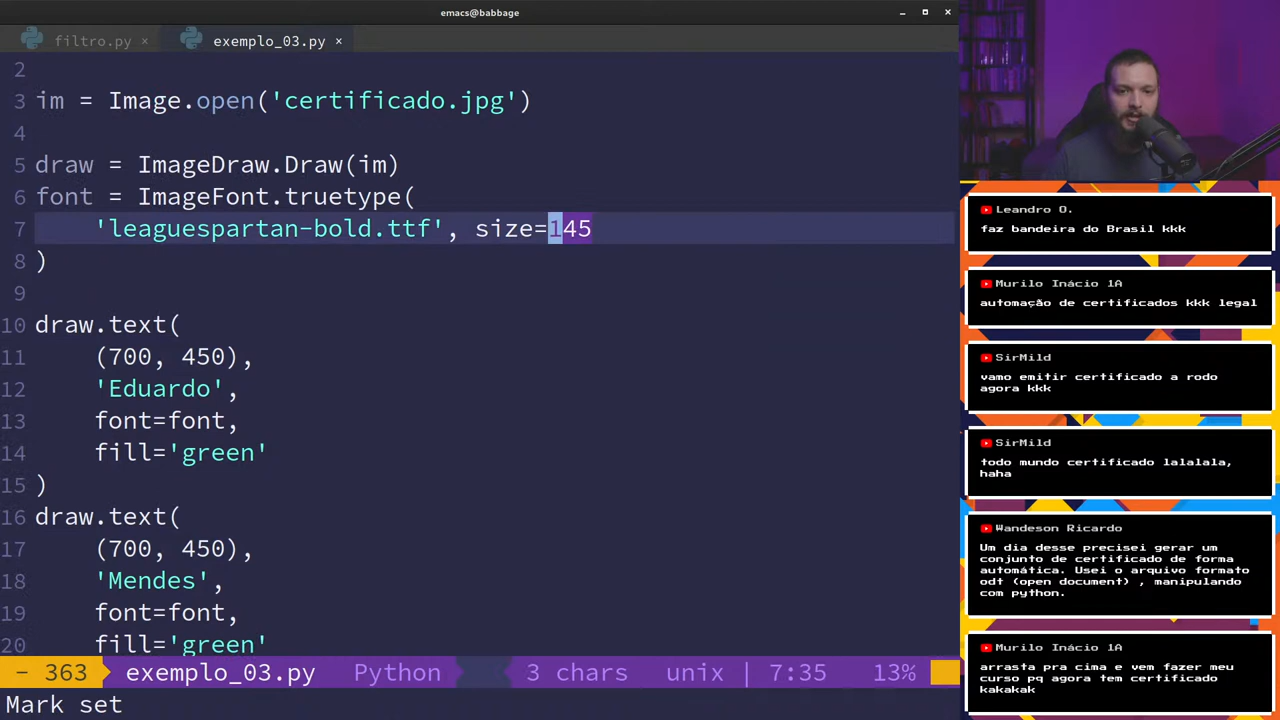 emacs@babbage
filtro.py ×
exemplo_03.py ×
2
3 im = Image.open('certificado.jpg')
4
5 draw = ImageDraw.Draw(im)
6 font = ImageFont.truetype(
7 'leaguespartan-bold.ttf', size=145
8 )
9
10 draw.text(
11 (700, 450),
12 'Eduardo',
13 font=font,
14 fill='green'
15 )
16 draw.text(
17 (700, 450),
18 'Mendes',
19 font=font,
20 fill='green'
- 363 exemplo_03.py Python 3 chars unix | 7:35 13%
Mark set
Leandro O.
faz bandeira do Brasil kkk
Murilo Inácio 1A
automação de certificados kkk legal
SirMild
vamo emitir certificado a rodo
agora kkk
SirMild
todo mundo certificado lalalala,
haha
Wandeson Ricardo
Um dia desse precisei gerar um
conjunto de certificado de forma
automática. Usei o arquivo formato
odt (open document) , manipulando
com python.
Murilo Inácio 1A
arrasta pra cima e vem fazer meu
curso pq agora tem certificado
kakakak